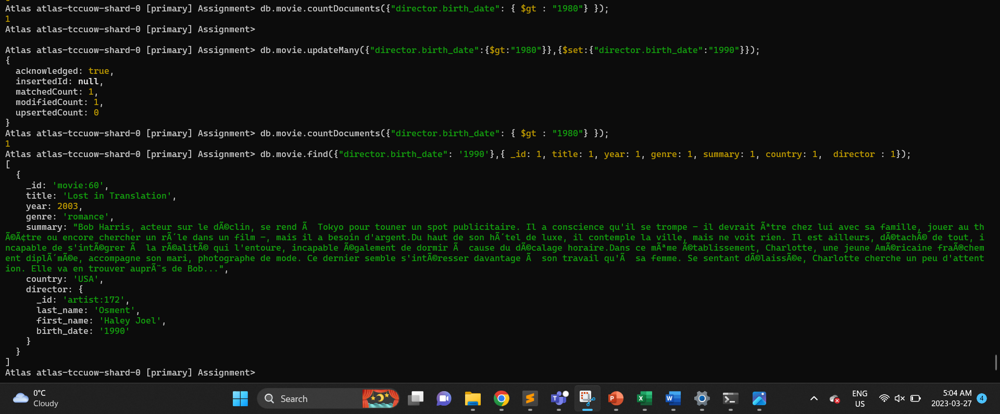 Atlas atlas-tccuow-shard-0 [primary] Assignment> db.movie.countDocuments({"director.birth_date": { $gt : "1980"} });
1
Atlas atlas-tccuow-shard-0 [primary] Assignment>
Atlas atlas-tccuow-shard-0 [primary] Assignment> db.movie.updateMany({"director.birth_date":{$gt:"1980"}},{$set:{"director.birth_date":"1990"}});
{
  acknowledged: true,
  insertedId: null,
  matchedCount: 1,
  modifiedCount: 1,
  upsertedCount: 0
}
Atlas atlas-tccuow-shard-0 [primary] Assignment> db.movie.countDocuments({"director.birth_date": { $gt : "1980"} });
1
Atlas atlas-tccuow-shard-0 [primary] Assignment> db.movie.find({"director.birth_date": '1990'},{ _id: 1, title: 1, year: 1, genre: 1, summary: 1, country: 1,  director : 1});
[
  {
    _id: 'movie:60',
    title: 'Lost in Translation',
    year: 2003,
    genre: 'romance',
    summary: "Bob Harris, acteur sur le dÃ©clin, se rend Ã  Tokyo pour touner un spot publicitaire. Il a conscience qu'il se trompe - il devrait Ãªtre chez lui avec sa famille, jouer au th
Ã©Ã¢tre ou encore chercher un rÃ´le dans un film -, mais il a besoin d'argent.Du haut de son hÃ´tel de luxe, il contemple la ville, mais ne voit rien. Il est ailleurs, dÃ©tachÃ© de tout, i
ncapable de s'intÃ©grer Ã  la rÃ©alitÃ© qui l'entoure, incapable Ã©galement de dormir Ã  cause du dÃ©calage horaire.Dans ce mÃªme Ã©tablissement, Charlotte, une jeune AmÃ©ricaine fraÃ®chem
ent diplÃ´mÃ©e, accompagne son mari, photographe de mode. Ce dernier semble s'intÃ©resser davantage Ã  son travail qu'Ã  sa femme. Se sentant dÃ©laissÃ©e, Charlotte cherche un peu d'attent
ion. Elle va en trouver auprÃ¨s de Bob...",
    country: 'USA',
    director: {
      _id: 'artist:172',
      last_name: 'Osment',
      first_name: 'Haley Joel',
      birth_date: '1990'
    }
  }
]
Atlas atlas-tccuow-shard-0 [primary] Assignment>
0°C
Cloudy
Search
ENG
US
5:04 AM
2023-03-27
4